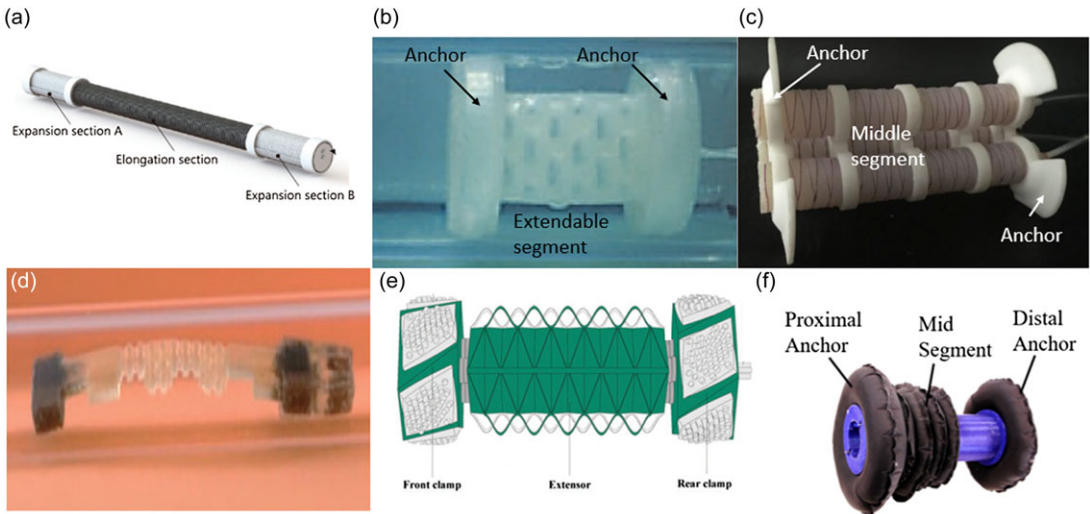 (a)
Expansion section A
Elongation section
Expansion section B
(b)
Anchor
Anchor
Extendable
segment
(c)
Anchor
Middle
segment
Anchor
(d)
(e)
Front clamp
Extensor
Rear clamp
(f)
Proximal
Anchor
Mid
Segment
Distal
Anchor